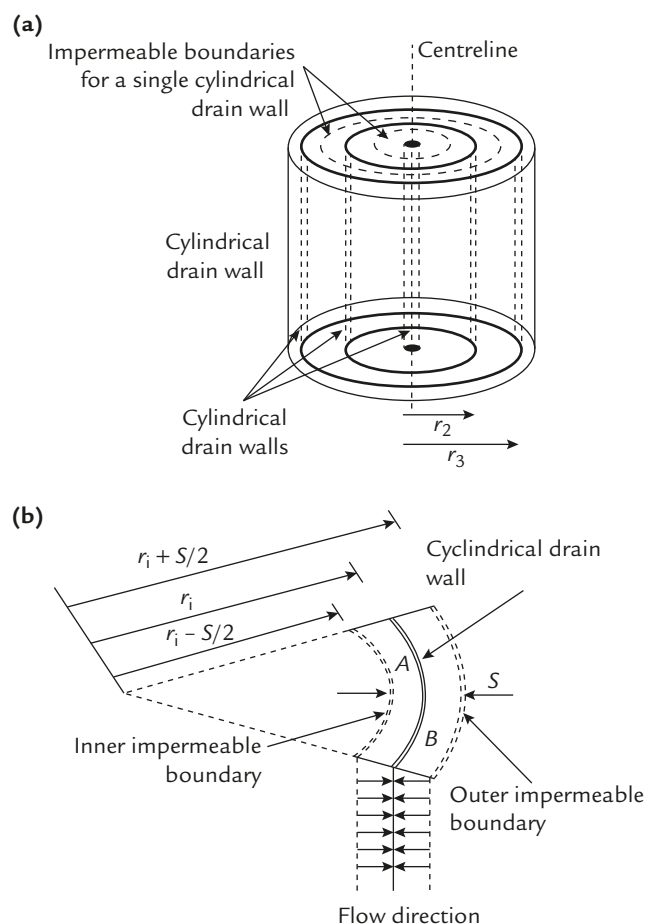 (a)
Impermeable boundaries
for a single cylindrical
drain wall
Centreline
Cylindrical
drain wall
Cylindrical
drain walls
r2
r3
(b)
ri + S/2
ri
ri – S/2
Cyclindrical drain
wall
A
S
B
Inner impermeable
boundary
Outer impermeable
boundary
Flow direction